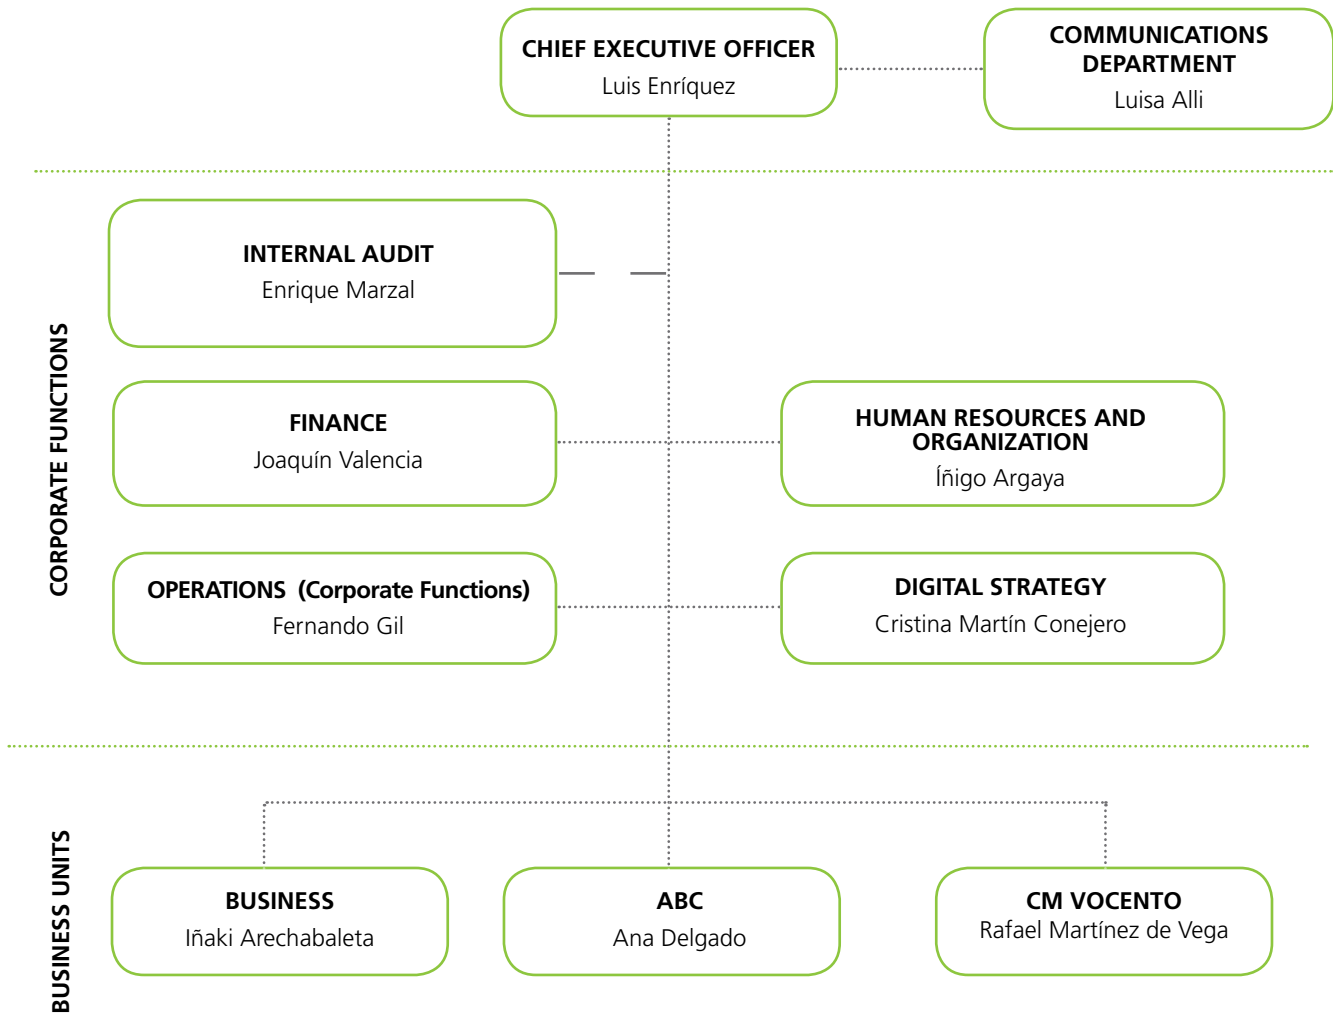 CHIEF EXECUTIVE OFFICER
Luis Enríquez
COMMUNICATIONS
DEPARTMENT
Luisa Alli
CORPORATE FUNCTIONS
INTERNAL AUDIT
Enrique Marzal
FINANCE
Joaquín Valencia
HUMAN RESOURCES AND
ORGANIZATION
Íñigo Argaya
OPERATIONS (Corporate Functions)
Fernando Gil
DIGITAL STRATEGY
Cristina Martín Conejero
BUSINESS UNITS
BUSINESS
Iñaki Arechabaleta
ABC
Ana Delgado
CM VOCENTO
Rafael Martínez de Vega